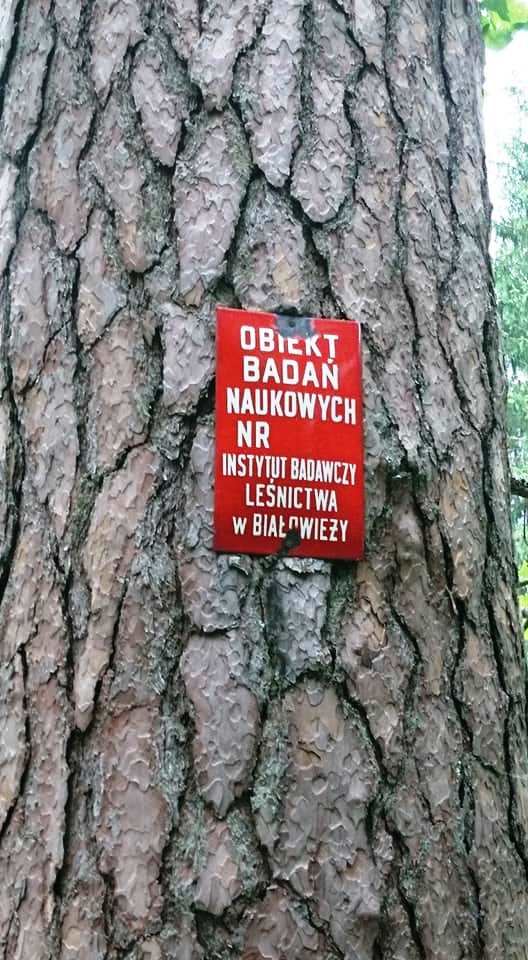 OBIEKT
BADAŃ
NAUKOWYCH
NR
INSTYTUT BADAWCZY
LEŚNICTWA
w BIAŁOWIEŻY